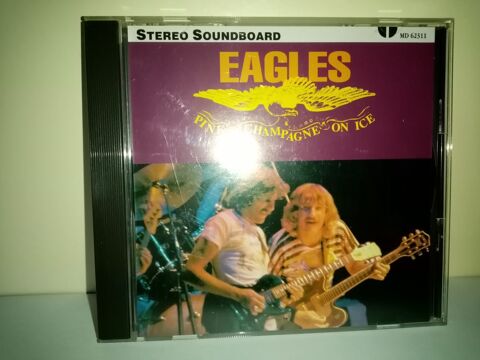 STEREO SOUNDBOARD
MD 62511
EAGLES
PINK CHAMPAGNE ON ICE